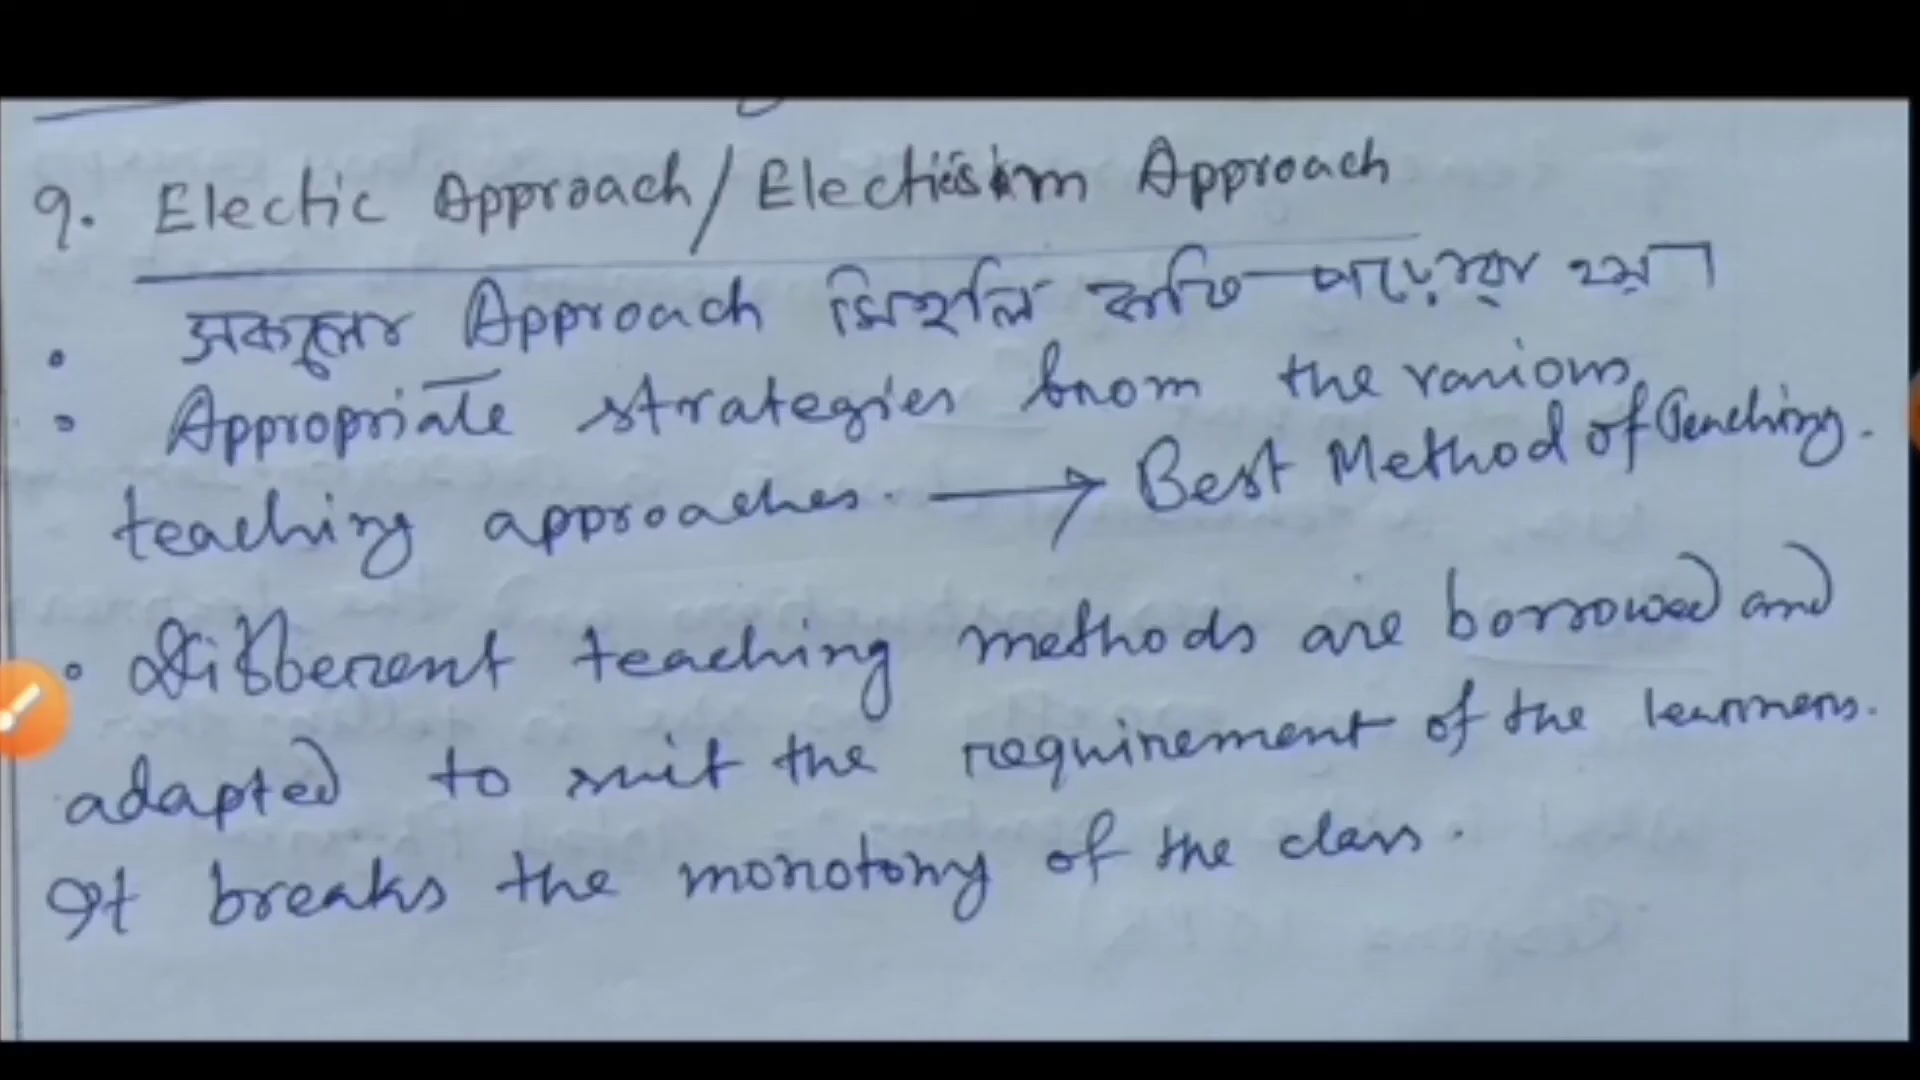 9. Electic Approach/Electicism Approach
• সকলোৰ Approach মিহলি কৰি পঢ়োৱা হয়।
• Appropriate strategies from the various
teaching approaches. → Best Method of Teaching.
• Different teaching methods are borrowed and
adapted to suit the requirement of the learners.
It breaks the monotony of the class.